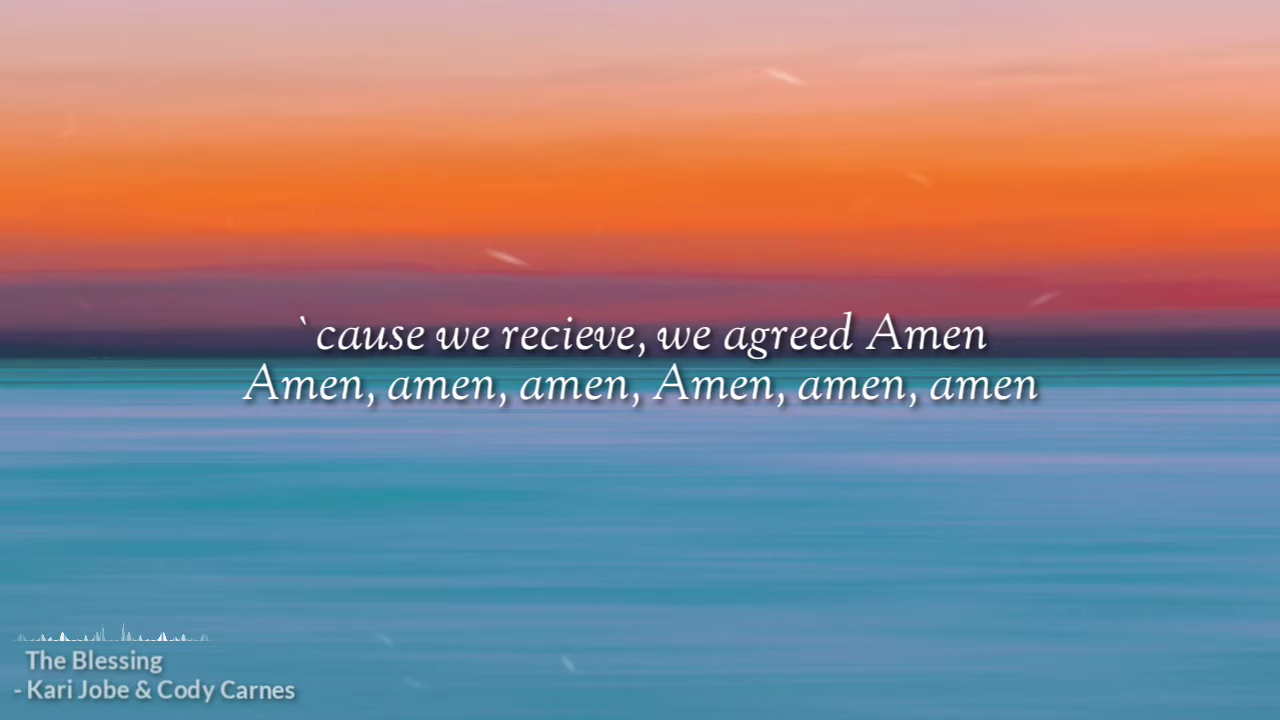 `cause we recieve, we agreed Amen
Amen, amen, amen, Amen, amen, amen
The Blessing
- Kari Jobe & Cody Carnes